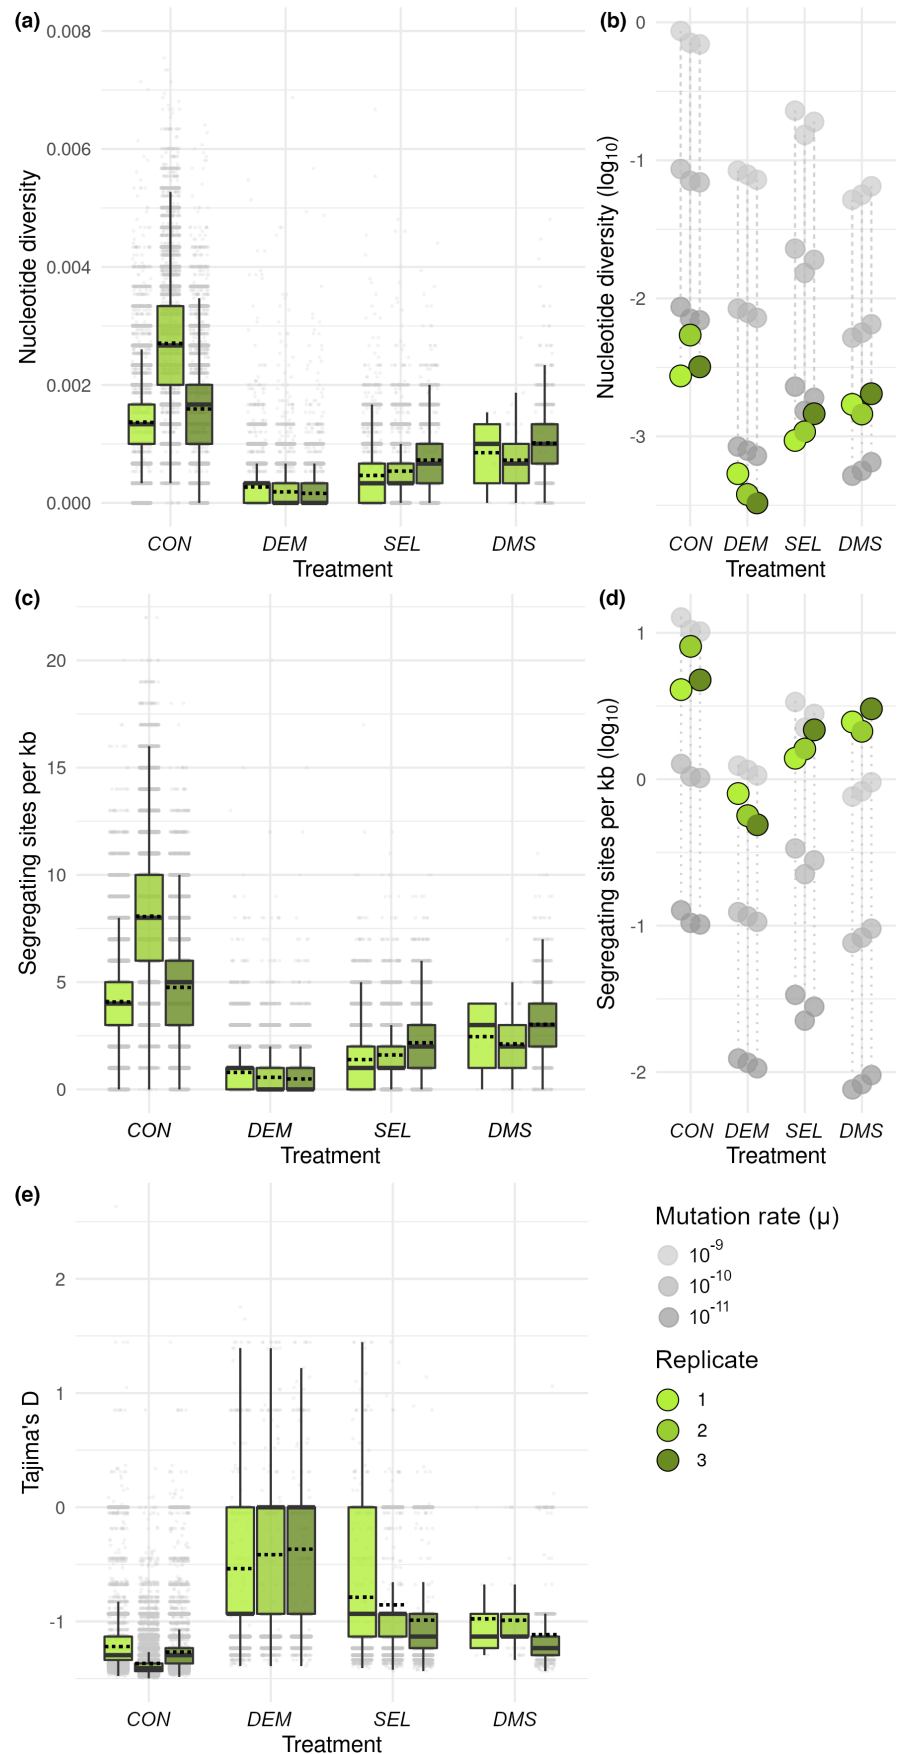 (a)
Nucleotide diversity
0.008
0.006
0.004
0.002
0.000
CON DEM SEL DMS
Treatment
(b)
Nucleotide diversity (log10)
0
-1
-2
-3
CON DEM SEL DMS
Treatment
(c)
Segregating sites per kb
20
15
10
5
0
CON DEM SEL DMS
Treatment
(d)
Segregating sites per kb (log10)
1
0
-1
-2
CON DEM SEL DMS
Treatment
(e)
Tajima's D
2
1
0
-1
CON DEM SEL DMS
Treatment
Mutation rate (μ)
10-9
10-10
10-11
Replicate
1
2
3